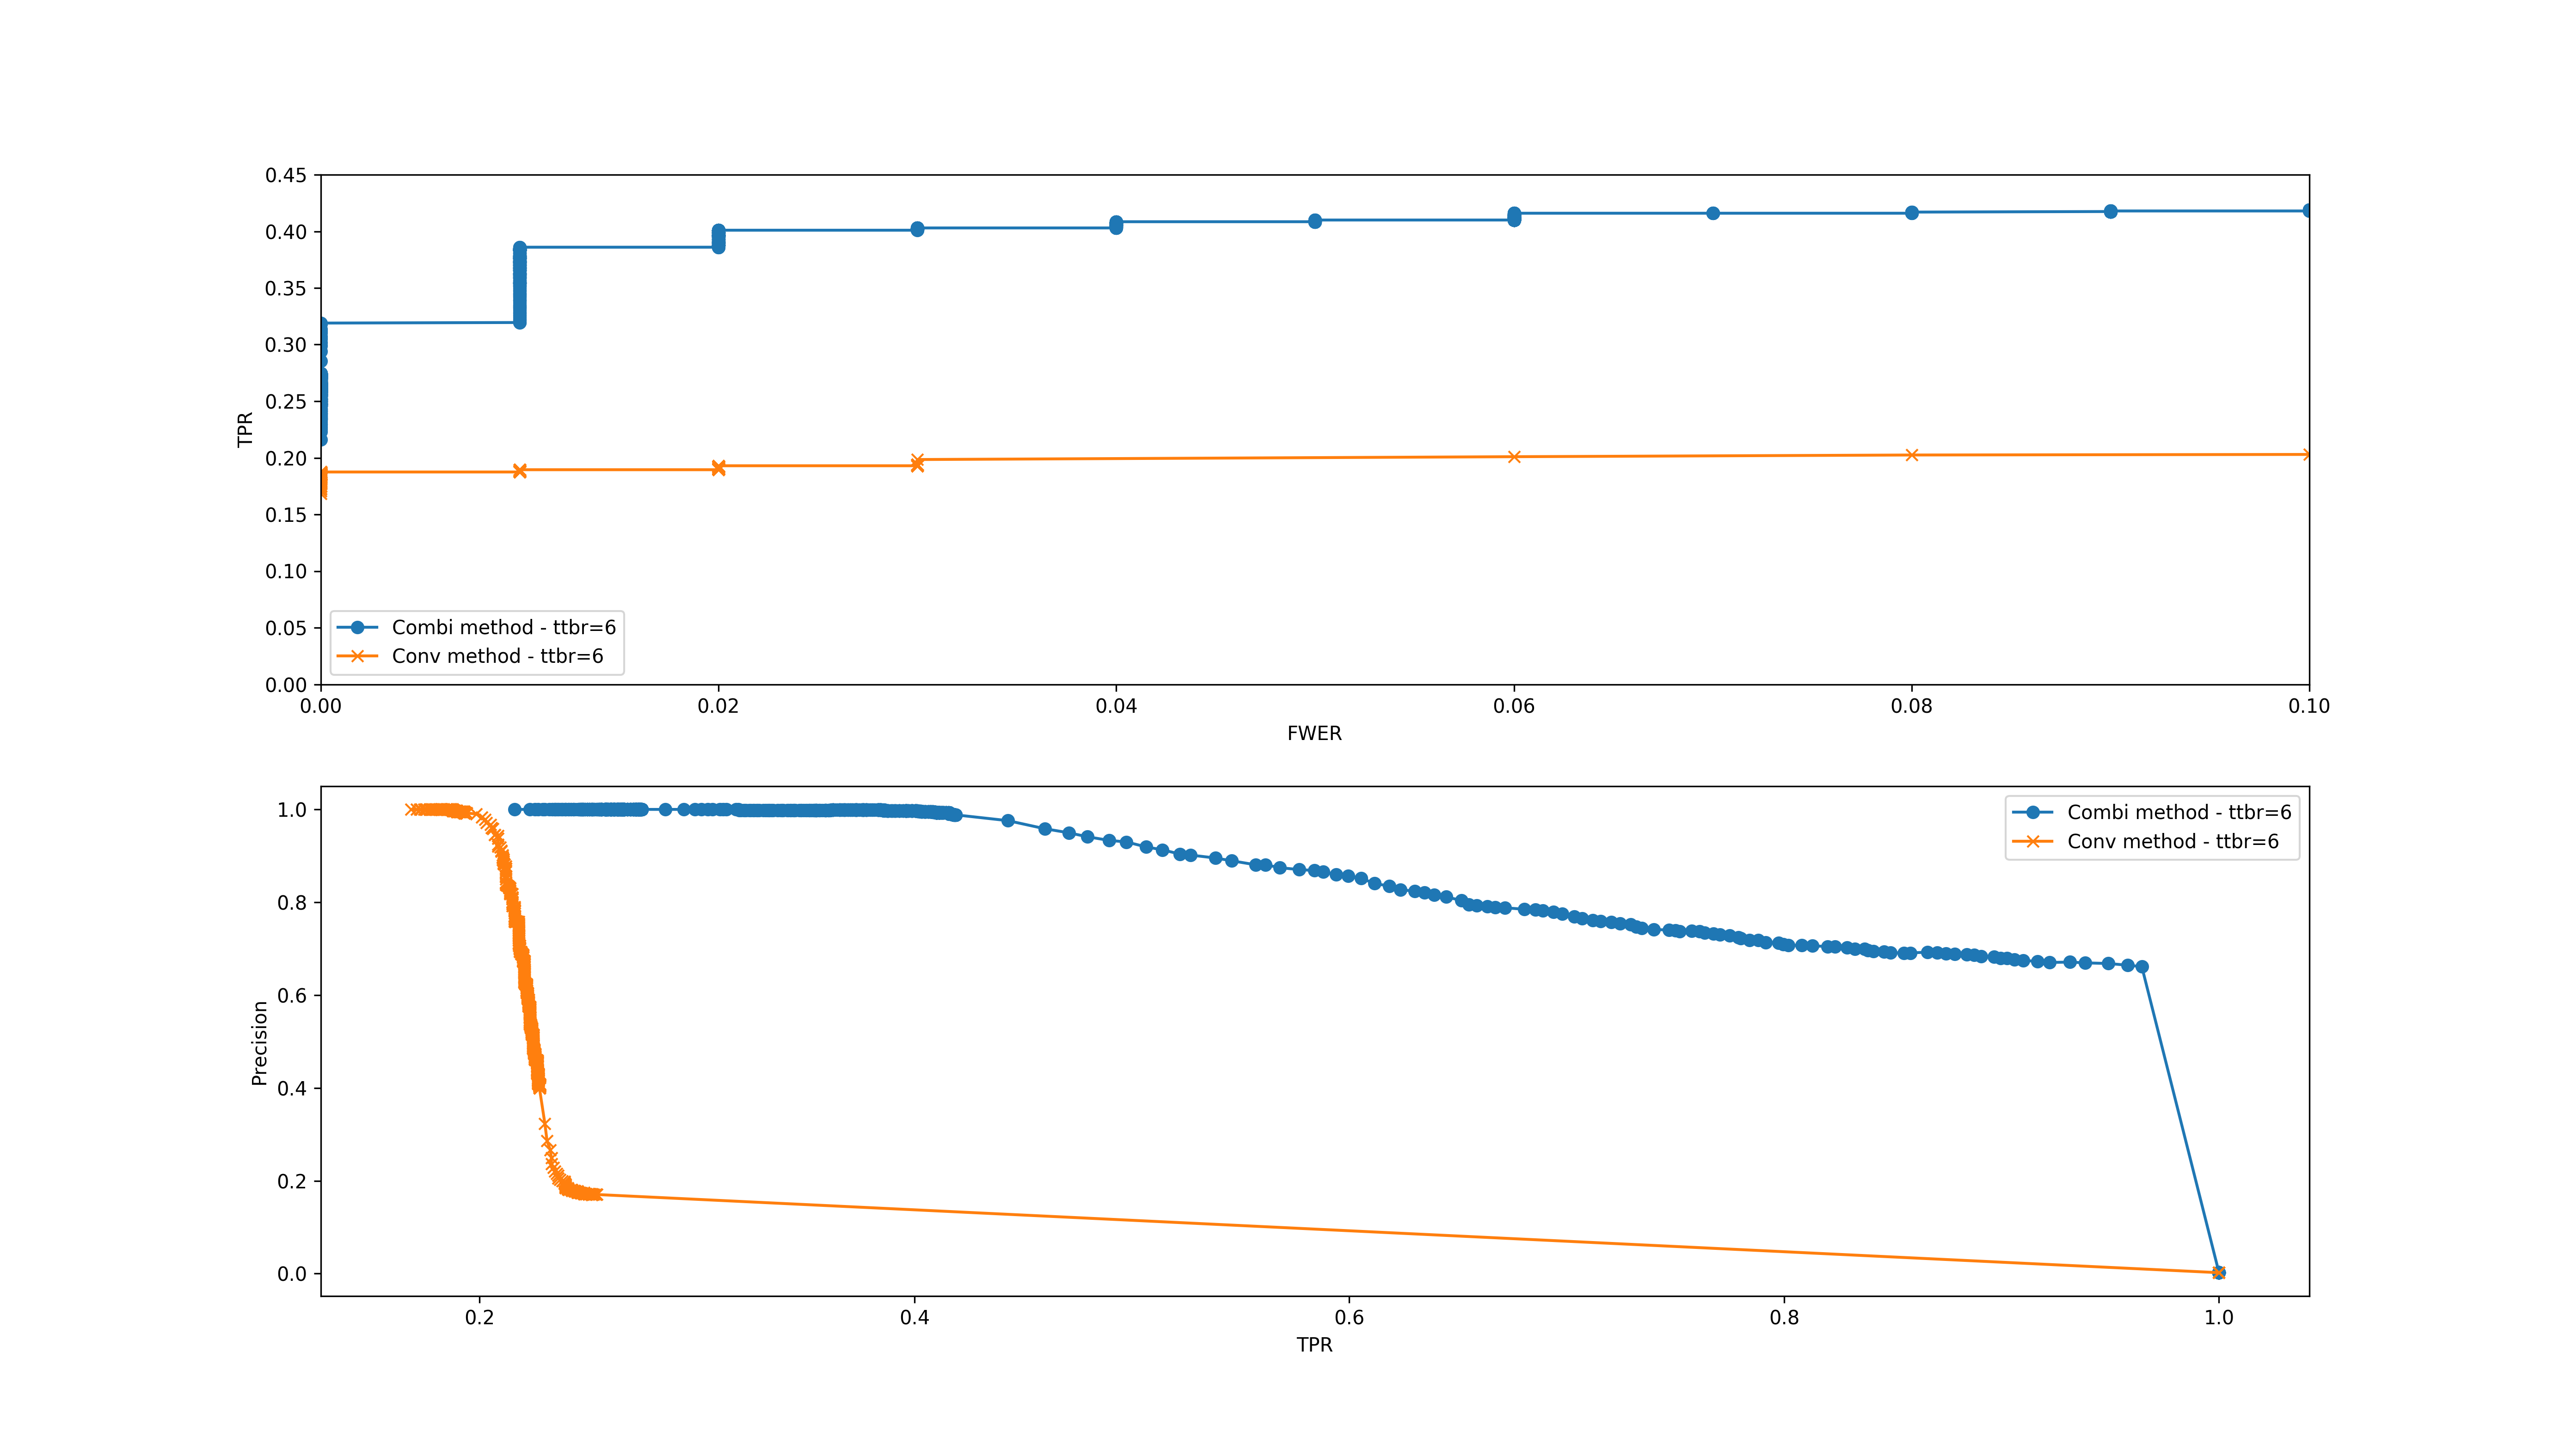 0.45
0.40
0.35
0.30
0.25
0.20
0.15
0.10
0.05
0.00
TPR
Combi method - ttbr=6
Conv method - ttbr=6
0.00 0.02 0.04 0.06 0.08 0.10
FWER
1.0
0.8
0.6
0.4
0.2
0.0
Precision
Combi method - ttbr=6
Conv method - ttbr=6
0.2 0.4 0.6 0.8 1.0
TPR